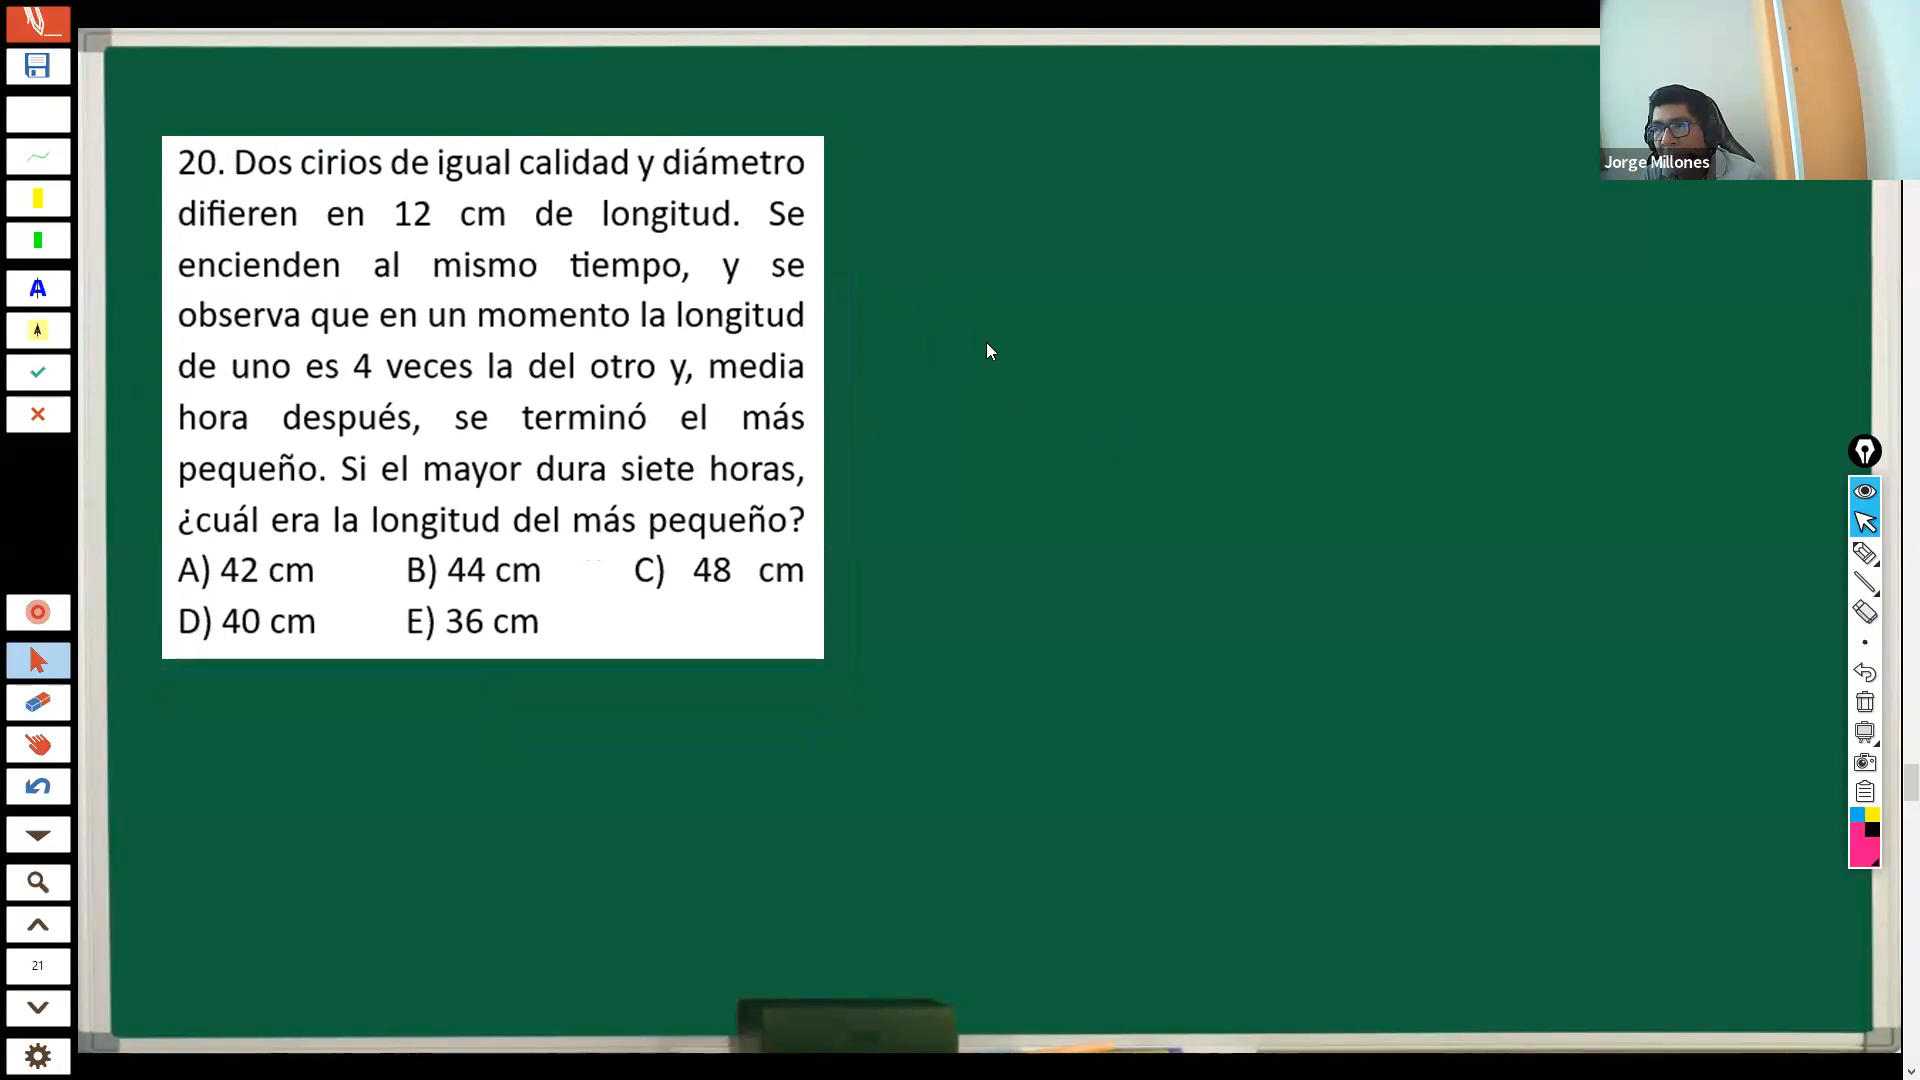 Jorge Millones
20. Dos cirios de igual calidad y diámetro
difieren en 12 cm de longitud. Se
encienden al mismo tiempo, y se
observa que en un momento la longitud
de uno es 4 veces la del otro y, media
hora después, se terminó el más
pequeño. Si el mayor dura siete horas,
¿cuál era la longitud del más pequeño?
A) 42 cm B) 44 cm C) 48 cm
D) 40 cm E) 36 cm
21